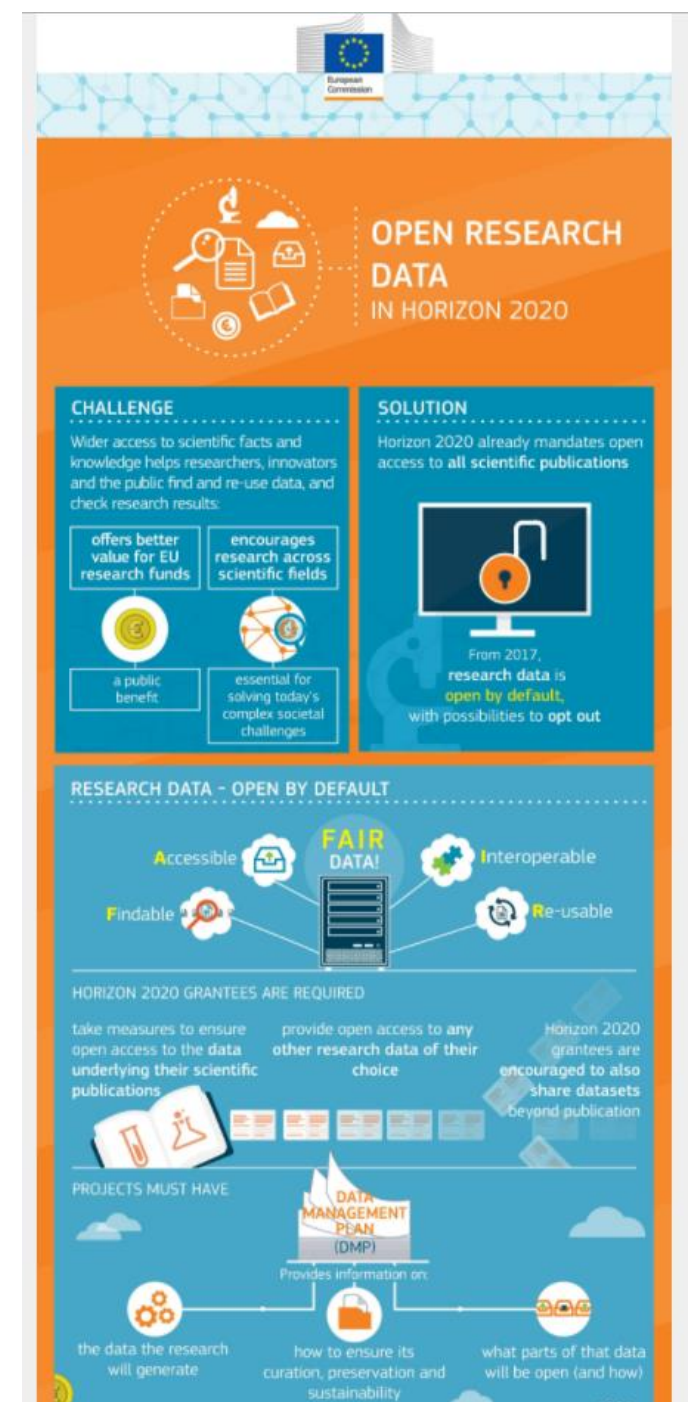 European
Commission
OPEN RESEARCH
DATA
IN HORIZON 2020
CHALLENGE
Wider access to scientific facts and
knowledge helps researchers, innovators
and the public find and re-use data, and
check research results:
offers better
value for EU
research funds
encourages
research across
scientific fields
a public
benefit
essential for
solving today's
complex societal
challenges
SOLUTION
Horizon 2020 already mandates open
access to all scientific publications
From 2017,
research data is
open by default,
with possibilities to opt out
RESEARCH DATA - OPEN BY DEFAULT
FAIR
DATA!
Accessible
Interoperable
Findable
Re-usable
HORIZON 2020 GRANTEES ARE REQUIRED
take measures to ensure
open access to the data
underlying their scientific
publications
provide open access to any
other research data of their
choice
Horizon 2020
grantees are
encouraged to also
share datasets
beyond publication
PROJECTS MUST HAVE
DATA
MANAGEMENT
PLAN
(DMP)
Provides information on:
the data the research
will generate
how to ensure its
curation, preservation and
sustainability
what parts of that data
will be open (and how)